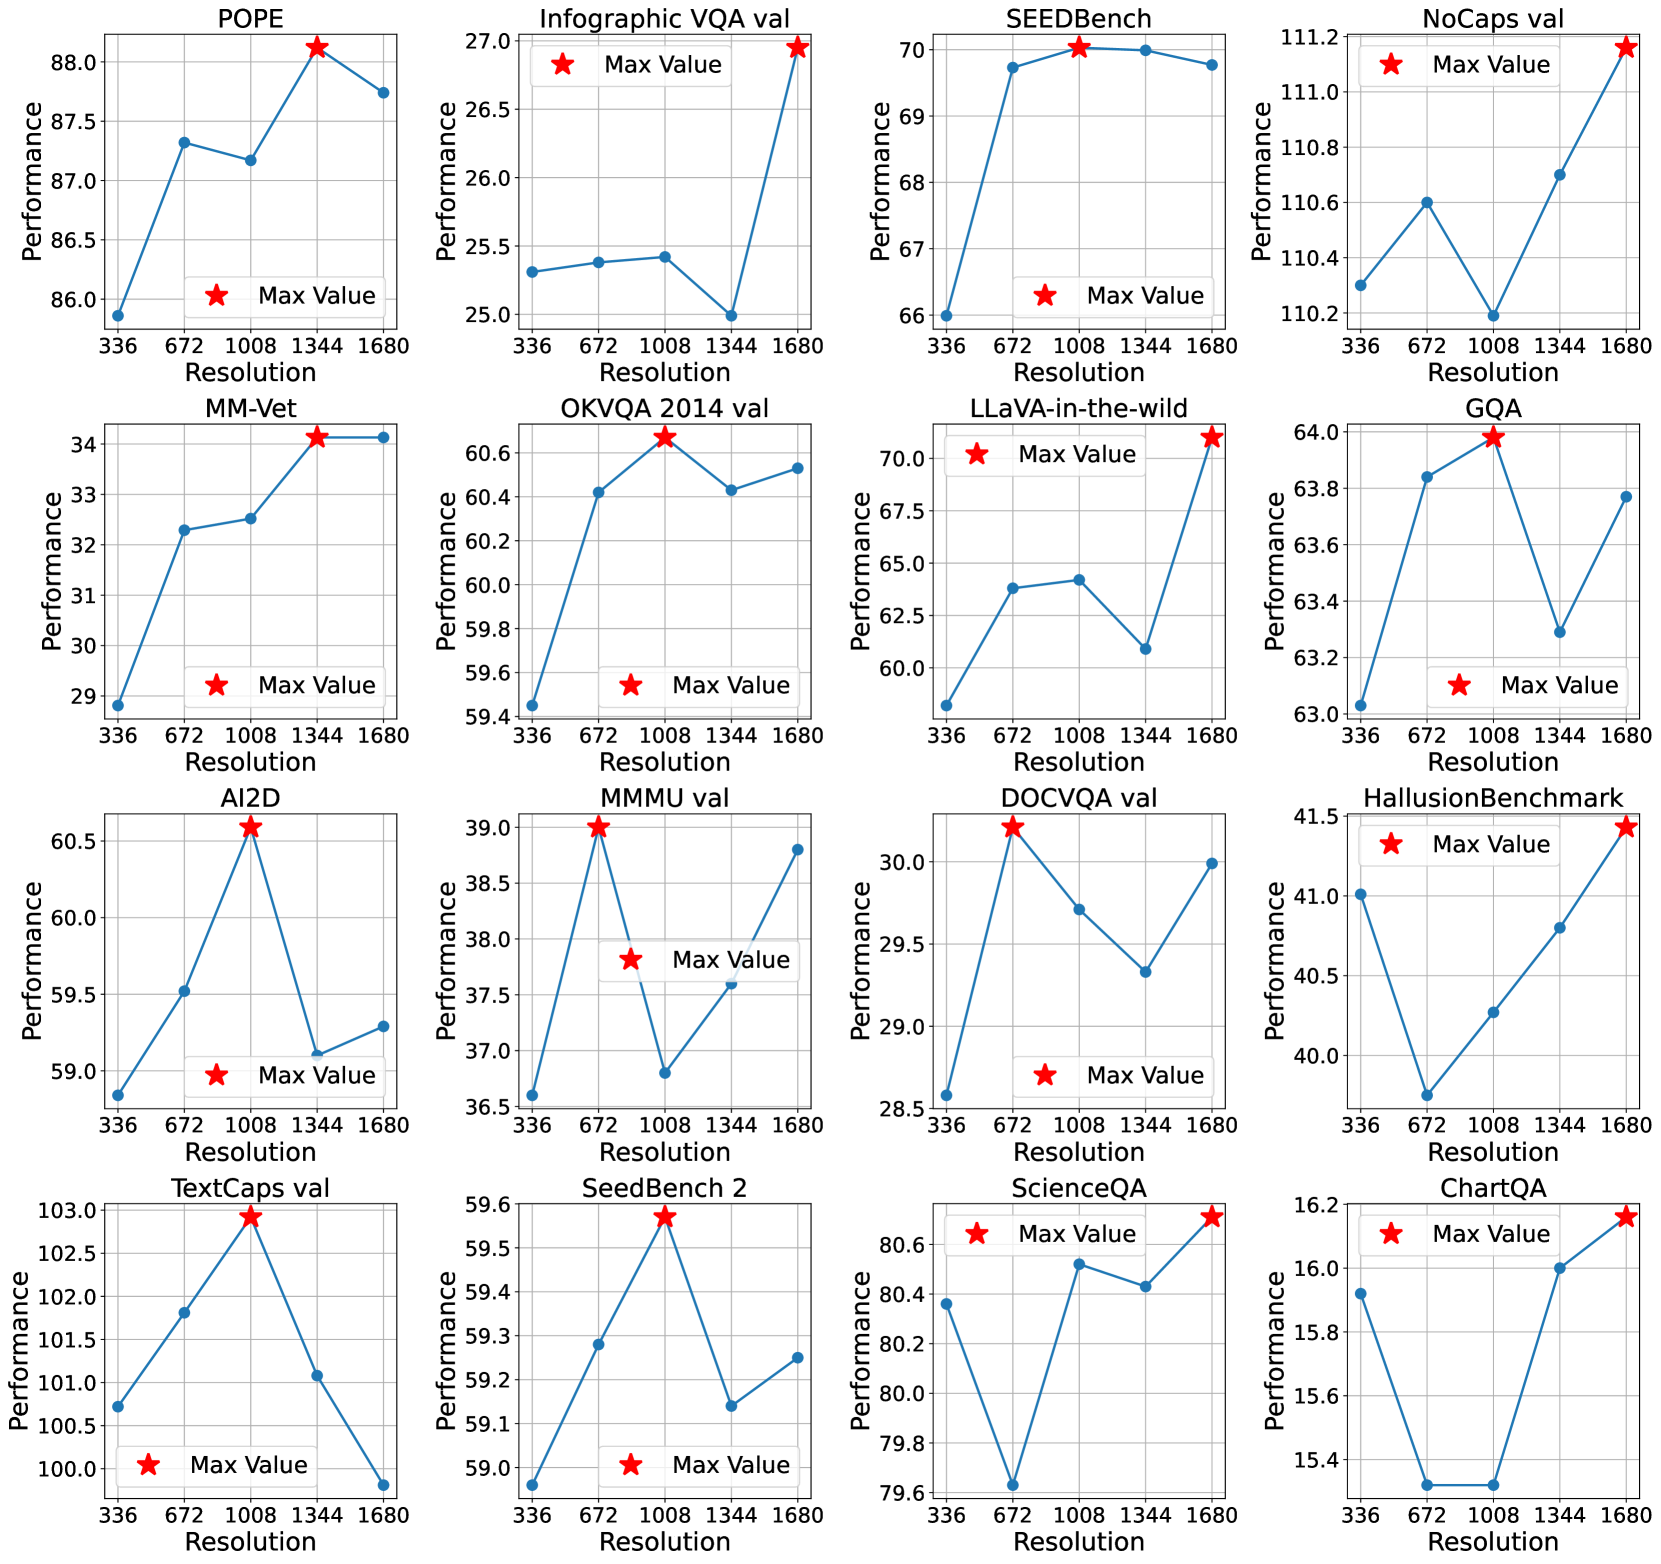 POPE
Performance
88.0
87.5
87.0
86.5
86.0
Max Value
336 672 1008 1344 1680
Resolution
Infographic VQA val
Performance
27.0
26.5
26.0
25.5
25.0
Max Value
336 672 1008 1344 1680
Resolution
SEEDBench
Performance
70
69
68
67
66
Max Value
336 672 1008 1344 1680
Resolution
NoCaps val
Performance
111.2
111.0
110.8
110.6
110.4
110.2
Max Value
336 672 1008 1344 1680
Resolution
MM-Vet
Performance
34
33
32
31
30
29
Max Value
336 672 1008 1344 1680
Resolution
OKVQA 2014 val
Performance
60.6
60.4
60.2
60.0
59.8
59.6
59.4
Max Value
336 672 1008 1344 1680
Resolution
LLaVA-in-the-wild
Performance
70.0
67.5
65.0
62.5
60.0
Max Value
336 672 1008 1344 1680
Resolution
GQA
Performance
64.0
63.8
63.6
63.4
63.2
63.0
Max Value
336 672 1008 1344 1680
Resolution
AI2D
Performance
60.5
60.0
59.5
59.0
Max Value
336 672 1008 1344 1680
Resolution
MMMU val
Performance
39.0
38.5
38.0
37.5
37.0
36.5
Max Value
336 672 1008 1344 1680
Resolution
DOCVQA val
Performance
30.0
29.5
29.0
28.5
Max Value
336 672 1008 1344 1680
Resolution
HallusionBenchmark
Performance
41.5
41.0
40.5
40.0
Max Value
336 672 1008 1344 1680
Resolution
TextCaps val
Performance
103.0
102.5
102.0
101.5
101.0
100.5
100.0
Max Value
336 672 1008 1344 1680
Resolution
SeedBench 2
Performance
59.6
59.5
59.4
59.3
59.2
59.1
59.0
Max Value
336 672 1008 1344 1680
Resolution
ScienceQA
Performance
80.6
80.4
80.2
80.0
79.8
79.6
Max Value
336 672 1008 1344 1680
Resolution
ChartQA
Performance
16.2
16.0
15.8
15.6
15.4
Max Value
336 672 1008 1344 1680
Resolution